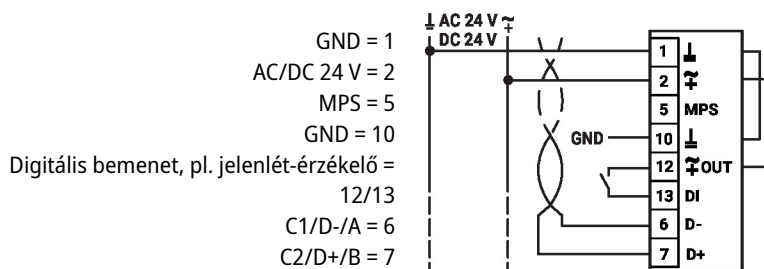 GND = 1
AC/DC 24 V = 2
MPS = 5
GND = 10
Digitális bemenet, pl. jelenlét-érzékelő =
12/13
C1/D-/A = 6
C2/D+/B = 7
⊥ AC 24 V ~
DC 24 V +
1 ⊥
2 ~+
5 MPS
GND 10 ⊥
12 ~+ OUT
13 DI
6 D-
7 D+